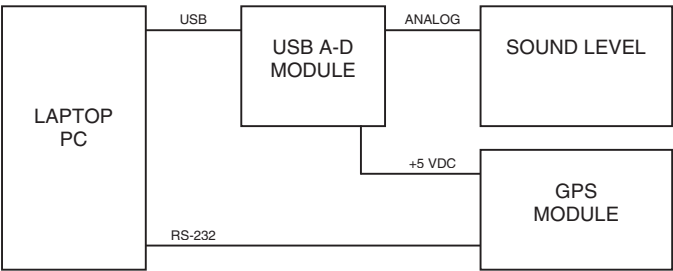 USB
ANALOG
USB A-D
MODULE
SOUND LEVEL
LAPTOP
PC
+5 VDC
GPS
MODULE
RS-232